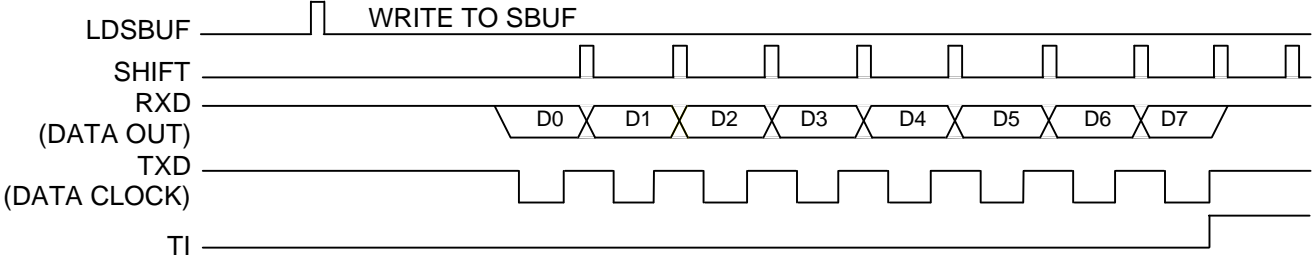 WRITE TO SBUF
LDSBUF
SHIFT
RXD
(DATA OUT)
D0 D1 D2 D3 D4 D5 D6 D7
TXD
(DATA CLOCK)
TI